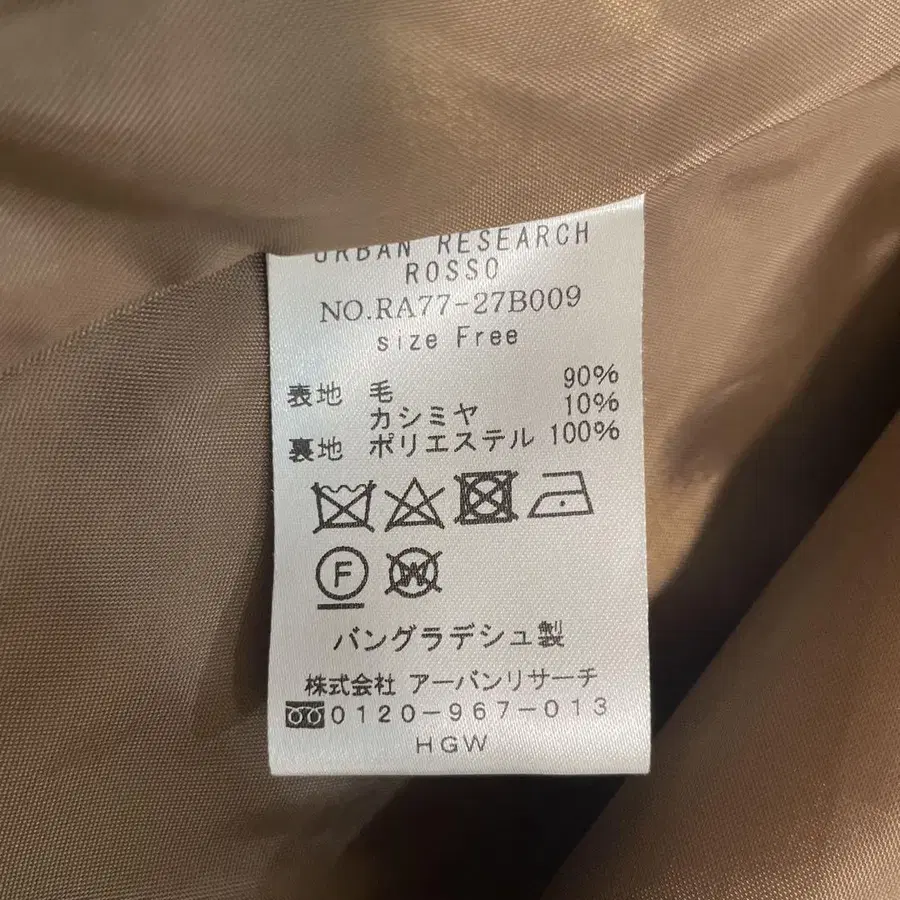 URBAN RESEARCH
ROSSO
NO.RA77-27B009
size Free
表地 毛 90%
カシミヤ 10%
裏地 ポリエステル 100%
F W
バングラデシュ製
株式会社 アーバンリサーチ
0120-967-013
HGW